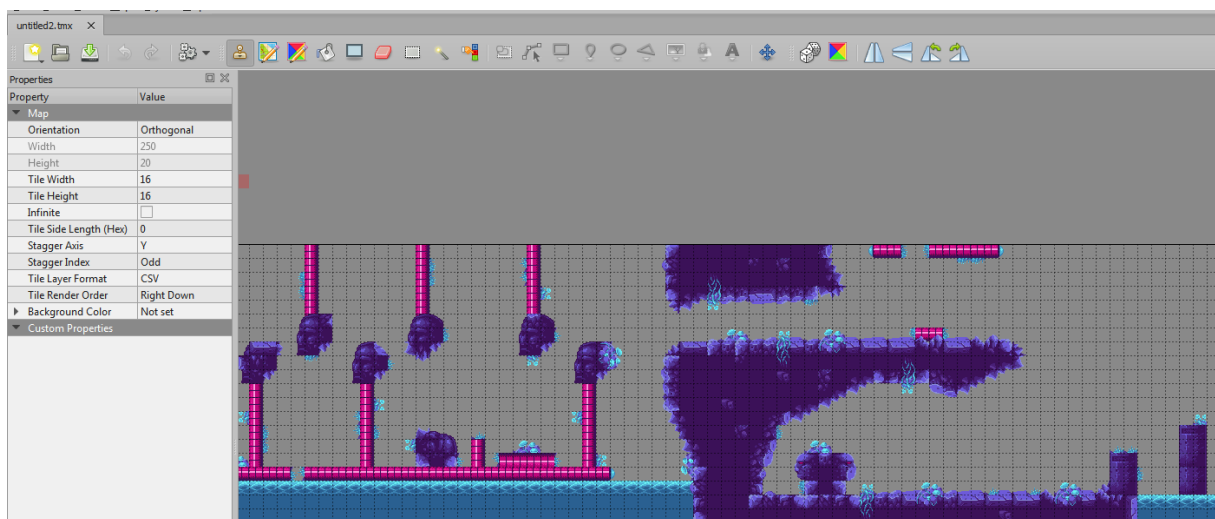 untitled2.tmx
Properties
Property Value
Map
Orientation Orthogonal
Width 250
Height 20
Tile Width 16
Tile Height 16
Infinite
Tile Side Length (Hex) 0
Stagger Axis Y
Stagger Index Odd
Tile Layer Format CSV
Tile Render Order Right Down
Background Color Not set
Custom Properties